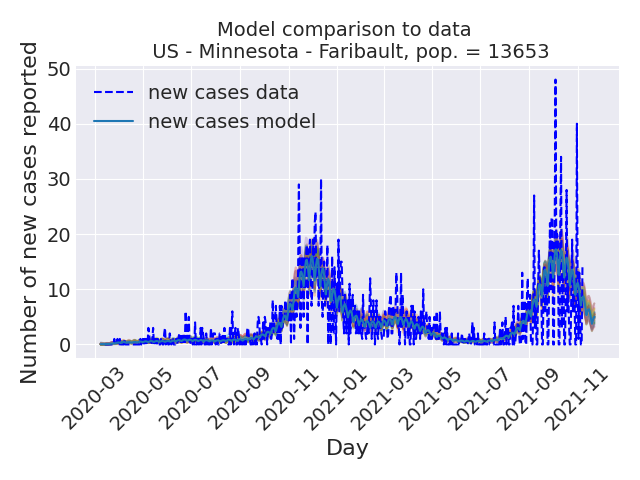 Model comparison to data
US - Minnesota - Faribault, pop. = 13653
Number of new cases reported
50
40
30
20
10
0
new cases data
new cases model
2020-03
2020-05
2020-07
2020-09
2020-11
2021-01
2021-03
2021-05
2021-07
2021-09
2021-11
Day